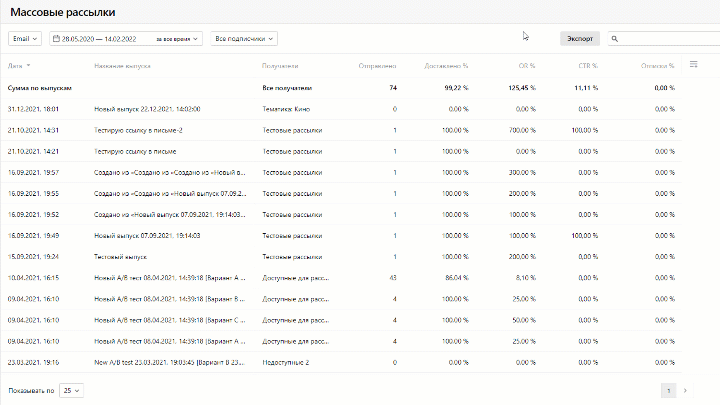 Массовые рассылки
Email 28.05.2020 — 14.02.2022 за все время Все подписчики Экспорт
Дата Название выпуска Получатели Отправлено Доставлено % OR % CTR % Отписки %
Сумма по выпускам Все получатели 74 99,22 % 125,45 % 11,11 % 0,00 %
31.12.2021, 18:01 Новый выпуск 22.12.2021, 14:02:00 Тематика: Кино 0 0,00 % 0,00 % 0,00 % 0,00 %
21.10.2021, 14:31 Тестирую ссылку в письме-2 Тестовые рассылки 1 100,00 % 700,00 % 100,00 % 0,00 %
21.10.2021, 14:21 Тестирую ссылку в письме Тестовые рассылки 1 100,00 % 0,00 % 0,00 % 0,00 %
16.09.2021, 19:57 Создано из «Создано из «Создано из «Новый в... Тестовые рассылки 1 100,00 % 300,00 % 0,00 % 0,00 %
16.09.2021, 19:55 Создано из «Создано из «Новый выпуск 07.09.2... Тестовые рассылки 1 100,00 % 200,00 % 0,00 % 0,00 %
16.09.2021, 19:52 Создано из «Новый выпуск 07.09.2021, 19:14:03... Тестовые рассылки 1 100,00 % 100,00 % 0,00 % 0,00 %
16.09.2021, 19:49 Новый выпуск 07.09.2021, 19:14:03 Тестовые рассылки 1 100,00 % 100,00 % 100,00 % 0,00 %
15.09.2021, 19:24 Тестовый выпуск Тестовые рассылки 1 100,00 % 200,00 % 0,00 % 0,00 %
10.04.2021, 16:15 Новый A/B тест 08.04.2021, 14:39:18 [Вариант A ... Доступные для расс... 43 86,04 % 8,10 % 0,00 % 0,00 %
09.04.2021, 16:10 Новый A/B тест 08.04.2021, 14:39:18 [Вариант B ... Доступные для расс... 4 100,00 % 25,00 % 0,00 % 0,00 %
09.04.2021, 16:10 Новый A/B тест 08.04.2021, 14:39:18 [Вариант C ... Доступные для расс... 4 100,00 % 50,00 % 0,00 % 0,00 %
09.04.2021, 16:10 Новый A/B тест 08.04.2021, 14:39:18 [Вариант A ... Доступные для расс... 4 100,00 % 25,00 % 0,00 % 0,00 %
23.03.2021, 19:16 New A/B test 23.03.2021, 19:03:45 [Вариант B 23.... Недоступные 2 0 0,00 % 0,00 % 0,00 % 0,00 %
Показывать по 25 1